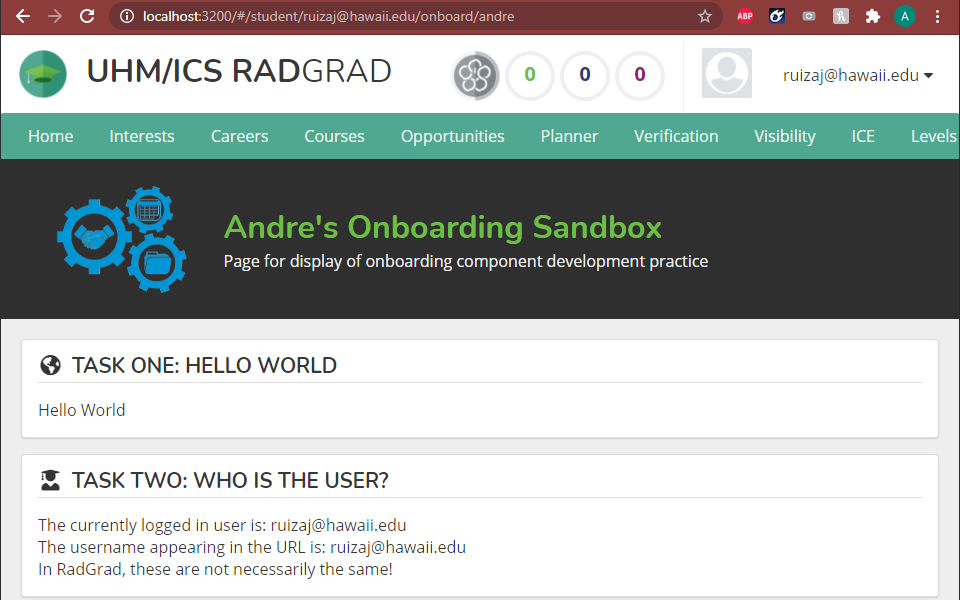 localhost:3200/#/student/ruizaj@hawaii.edu/onboard/andre
ABP
A
UHM/ICS RADGRAD
0
0
0
ruizaj@hawaii.edu
Home Interests Careers Courses Opportunities Planner Verification Visibility ICE Levels
Andre's Onboarding Sandbox
Page for display of onboarding component development practice
TASK ONE: HELLO WORLD
Hello World
TASK TWO: WHO IS THE USER?
The currently logged in user is: ruizaj@hawaii.edu
The username appearing in the URL is: ruizaj@hawaii.edu
In RadGrad, these are not necessarily the same!